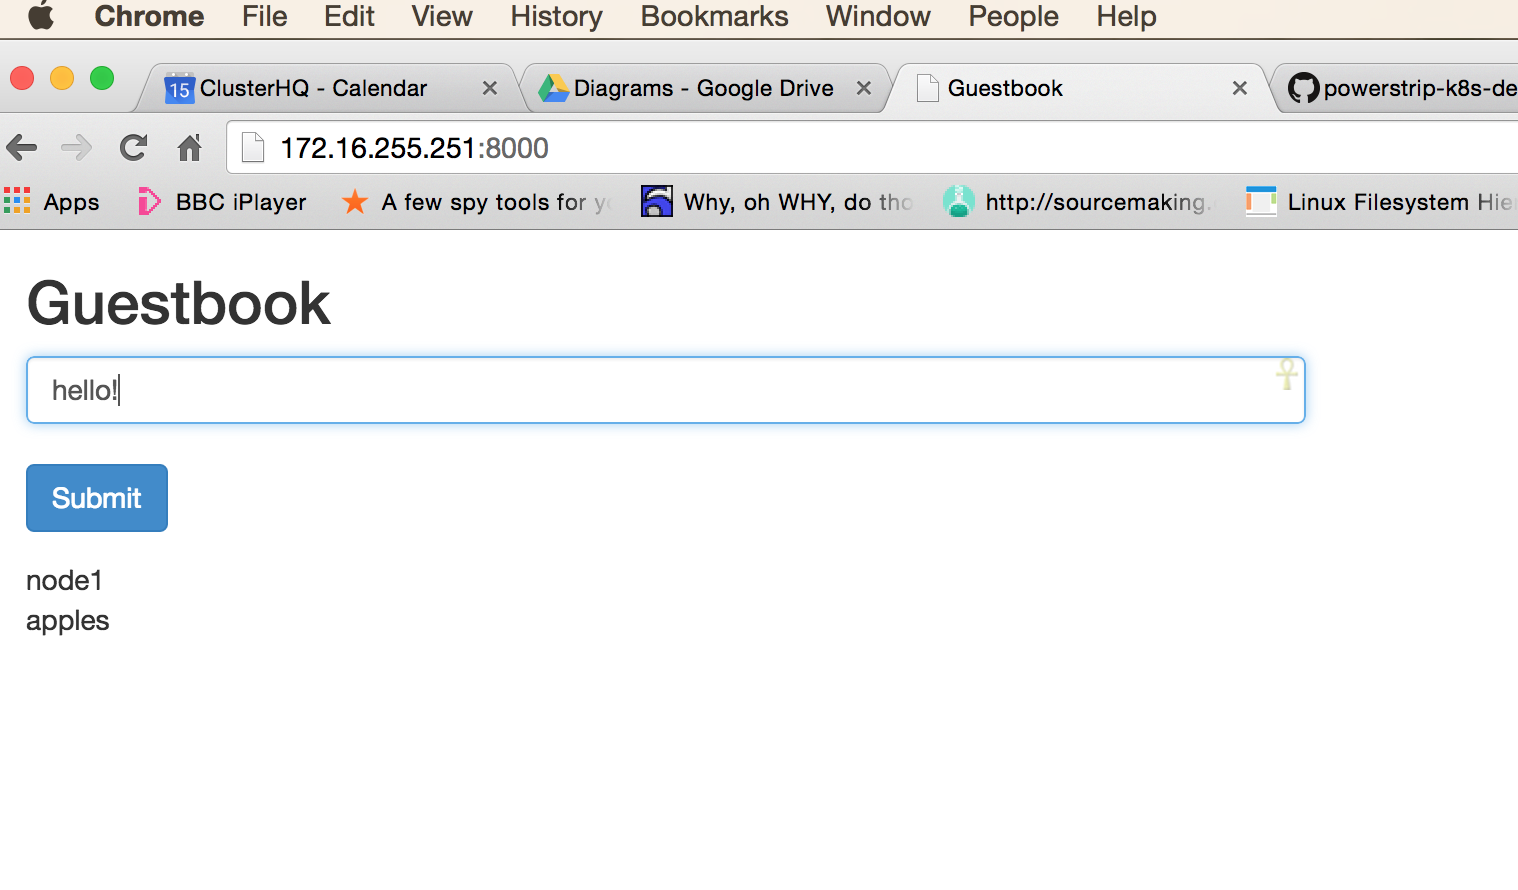 Chrome File Edit View History Bookmarks Window People Help
15 ClusterHQ - Calendar Diagrams - Google Drive Guestbook powerstrip-k8s-de
172.16.255.251:8000
Apps BBC iPlayer A few spy tools for yo Why, oh WHY, do tho http://sourcemaking. Linux Filesystem Hie
Guestbook
hello!
Submit
node1
apples